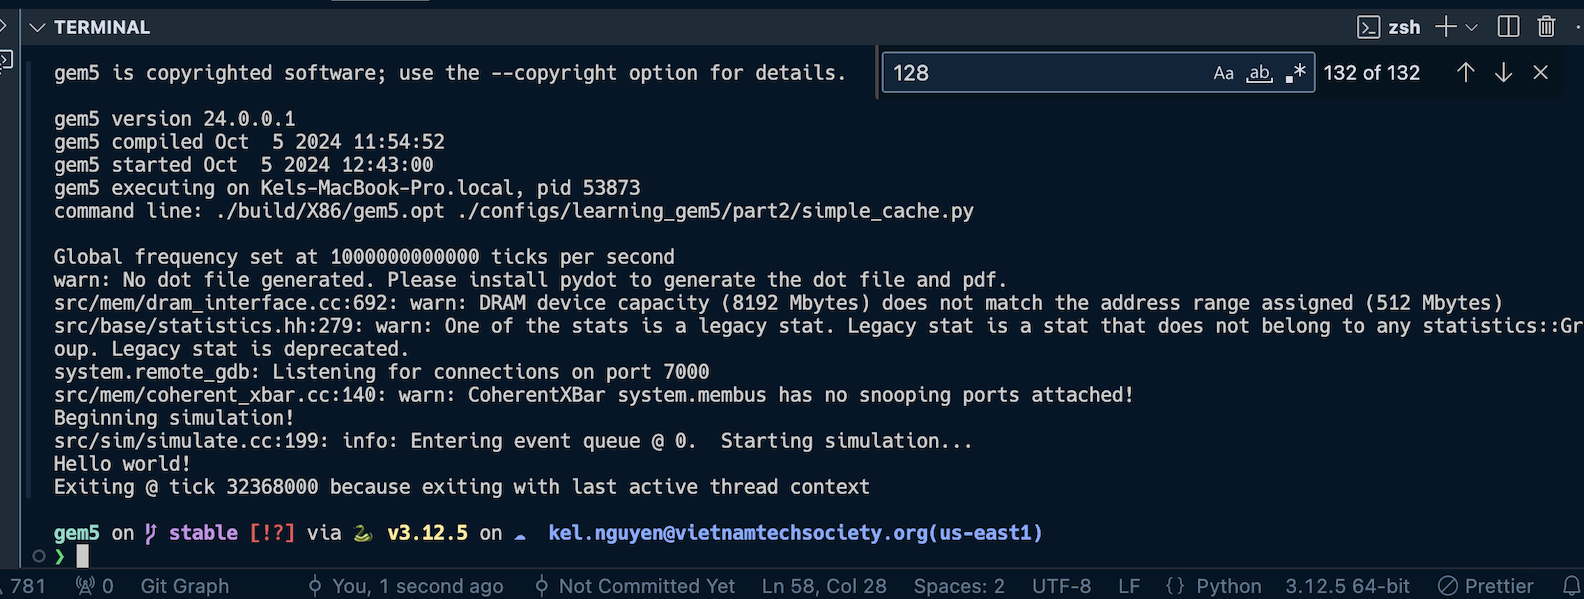 TERMINAL
zsh
gem5 is copyrighted software; use the --copyright option for details.
128
Aa
ab
.*
132 of 132
gem5 version 24.0.0.1
gem5 compiled Oct  5 2024 11:54:52
gem5 started Oct  5 2024 12:43:00
gem5 executing on Kels-MacBook-Pro.local, pid 53873
command line: ./build/X86/gem5.opt ./configs/learning_gem5/part2/simple_cache.py
Global frequency set at 1000000000000 ticks per second
warn: No dot file generated. Please install pydot to generate the dot file and pdf.
src/mem/dram_interface.cc:692: warn: DRAM device capacity (8192 Mbytes) does not match the address range assigned (512 Mbytes)
src/base/statistics.hh:279: warn: One of the stats is a legacy stat. Legacy stat is a stat that does not belong to any statistics::Gr
oup. Legacy stat is deprecated.
system.remote_gdb: Listening for connections on port 7000
src/mem/coherent_xbar.cc:140: warn: CoherentXBar system.membus has no snooping ports attached!
Beginning simulation!
src/sim/simulate.cc:199: info: Entering event queue @ 0.  Starting simulation...
Hello world!
Exiting @ tick 32368000 because exiting with last active thread context
gem5 on stable [!?] via v3.12.5 on kel.nguyen@vietnamtechsociety.org(us-east1)
❯
781 0 Git Graph You, 1 second ago Not Committed Yet Ln 58, Col 28 Spaces: 2 UTF-8 LF {} Python 3.12.5 64-bit Prettier